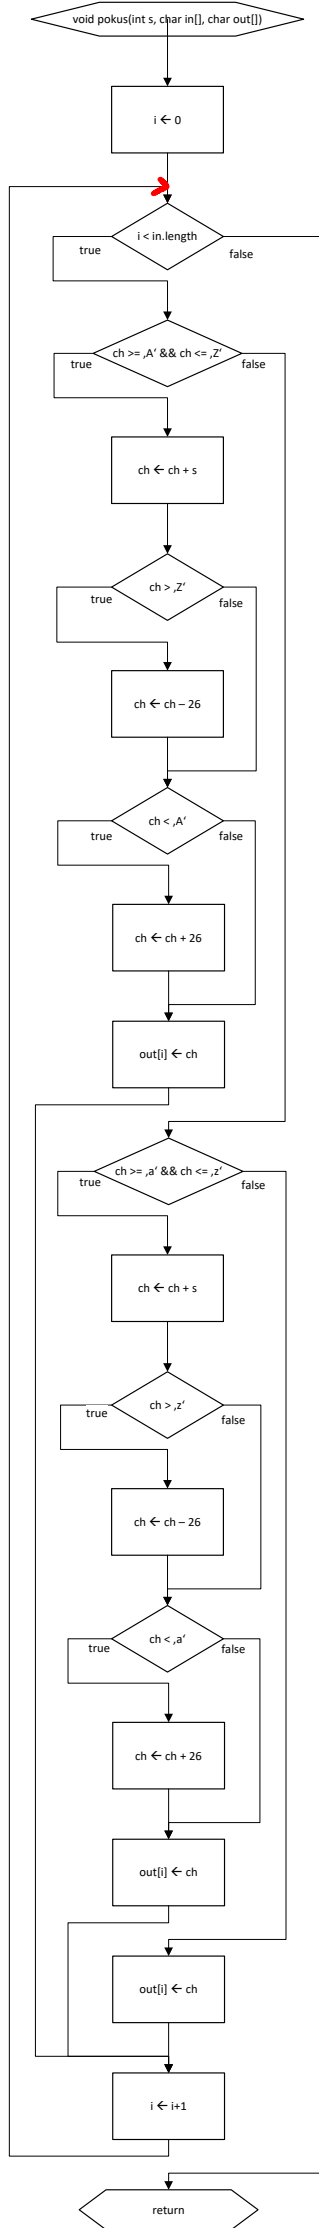 void pokus(int s, char in[], char out[])
i ← 0
i < in.length
true
false
ch >= ‚A‘ && ch <= ‚Z‘
true
false
ch ← ch + s
ch > ‚Z‘
true
false
ch ← ch – 26
ch < ‚A‘
true
false
ch ← ch + 26
out[i] ← ch
ch >= ‚a‘ && ch <= ‚z‘
true
false
ch ← ch + s
ch > ‚z‘
true
false
ch ← ch – 26
ch < ‚a‘
true
false
ch ← ch + 26
out[i] ← ch
out[i] ← ch
i ← i+1
return